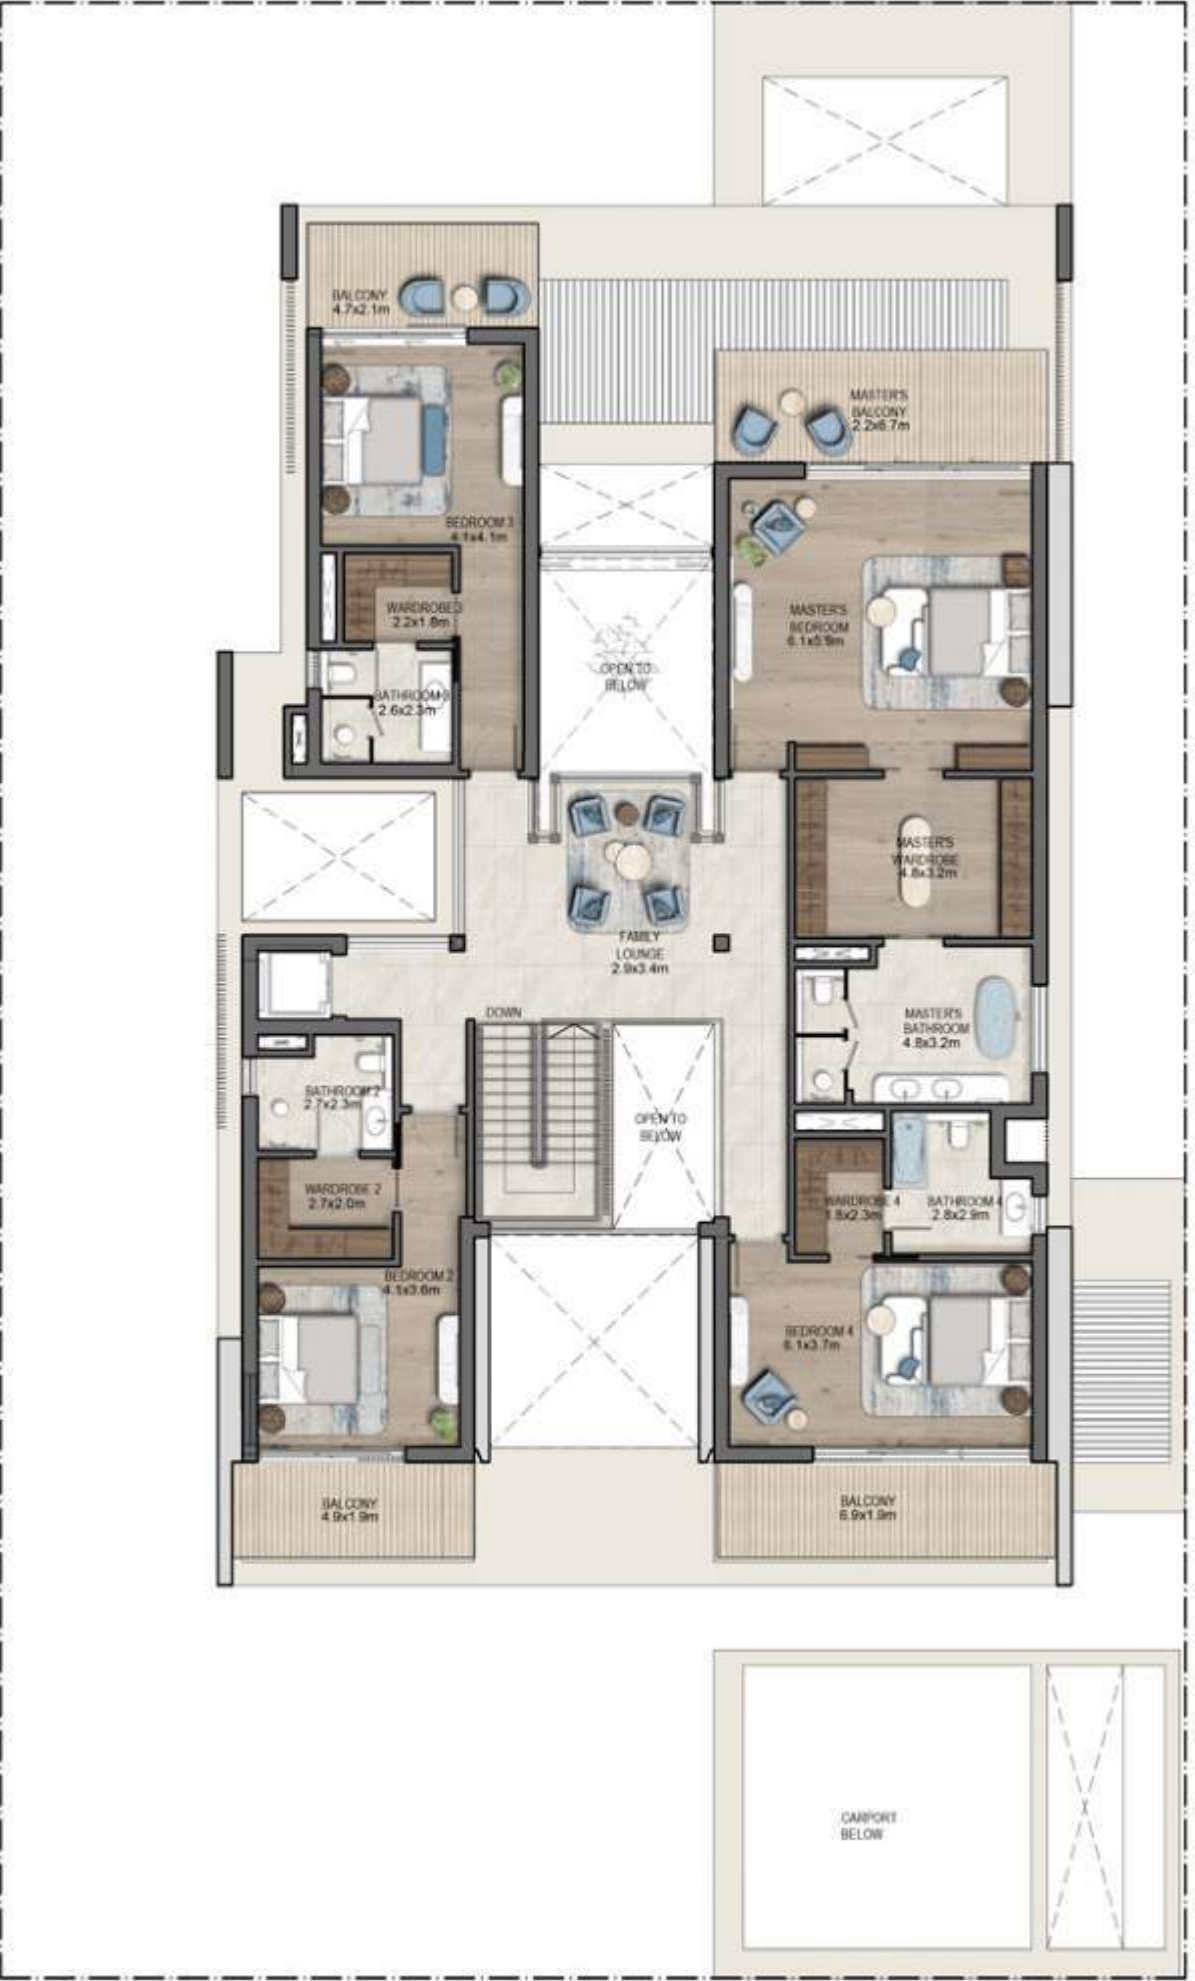 BALCONY
4.7x2.1m
MASTER'S
BALCONY
2.2x6.7m
BEDROOM 3
4.1x4.1m
WARDROBE 3
2.2x1.8m
MASTER'S
BEDROOM
6.1x5.9m
OPEN TO
BELOW
BATHROOM 3
2.6x2.3m
MASTER'S
WARDROBE
4.8x3.2m
FAMILY
LOUNGE
2.9x3.4m
DOWN
MASTER'S
BATHROOM
4.8x3.2m
BATHROOM 2
2.7x2.3m
OPEN TO
BELOW
WARDROBE 2
2.7x2.0m
WARDROBE 4
1.8x2.3m
BATHROOM 4
2.8x2.9m
BEDROOM 2
4.1x3.6m
BEDROOM 4
6.1x3.7m
BALCONY
4.9x1.9m
BALCONY
6.9x1.9m
CARPORT
BELOW